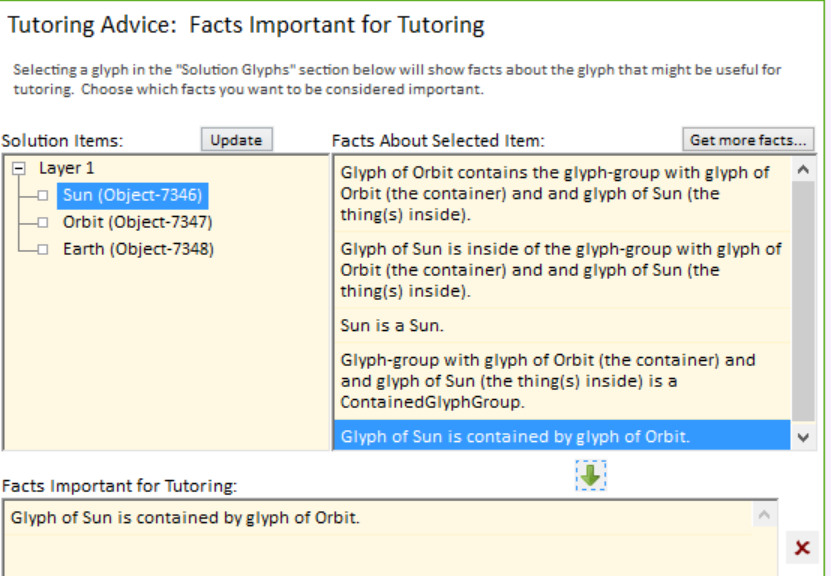 Tutoring Advice: Facts Important for Tutoring
Selecting a glyph in the "Solution Glyphs" section below will show facts about the glyph that might be useful for
tutoring. Choose which facts you want to be considered important.
Solution Items:
Update
Facts About Selected Item:
Get more facts...
Layer 1
Sun (Object-7346)
Orbit (Object-7347)
Earth (Object-7348)
Glyph of Orbit contains the glyph-group with glyph of
Orbit (the container) and and glyph of Sun (the
thing(s) inside).
Glyph of Sun is inside of the glyph-group with glyph of
Orbit (the container) and and glyph of Sun (the
thing(s) inside).
Sun is a Sun.
Glyph-group with glyph of Orbit (the container) and
and glyph of Sun (the thing(s) inside) is a
ContainedGlyphGroup.
Glyph of Sun is contained by glyph of Orbit.
Facts Important for Tutoring:
Glyph of Sun is contained by glyph of Orbit.